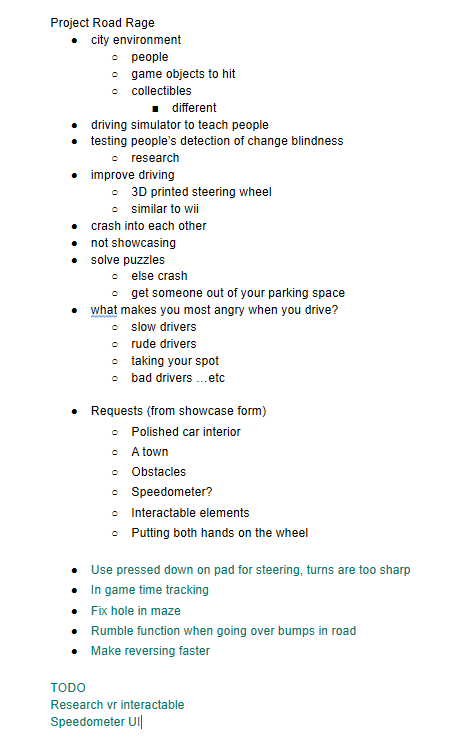 Project Road Rage
● city environment
○ people
○ game objects to hit
○ collectibles
■ different
● driving simulator to teach people
● testing people's detection of change blindness
○ research
● improve driving
○ 3D printed steering wheel
○ similar to wii
● crash into each other
● not showcasing
● solve puzzles
○ else crash
○ get someone out of your parking space
● what makes you most angry when you drive?
○ slow drivers
○ rude drivers
○ taking your spot
○ bad drivers …etc
● Requests (from showcase form)
○ Polished car interior
○ A town
○ Obstacles
○ Speedometer?
○ Interactable elements
○ Putting both hands on the wheel
● Use pressed down on pad for steering, turns are too sharp
● In game time tracking
● Fix hole in maze
● Rumble function when going over bumps in road
● Make reversing faster
TODO
Research vr interactable
Speedometer UI